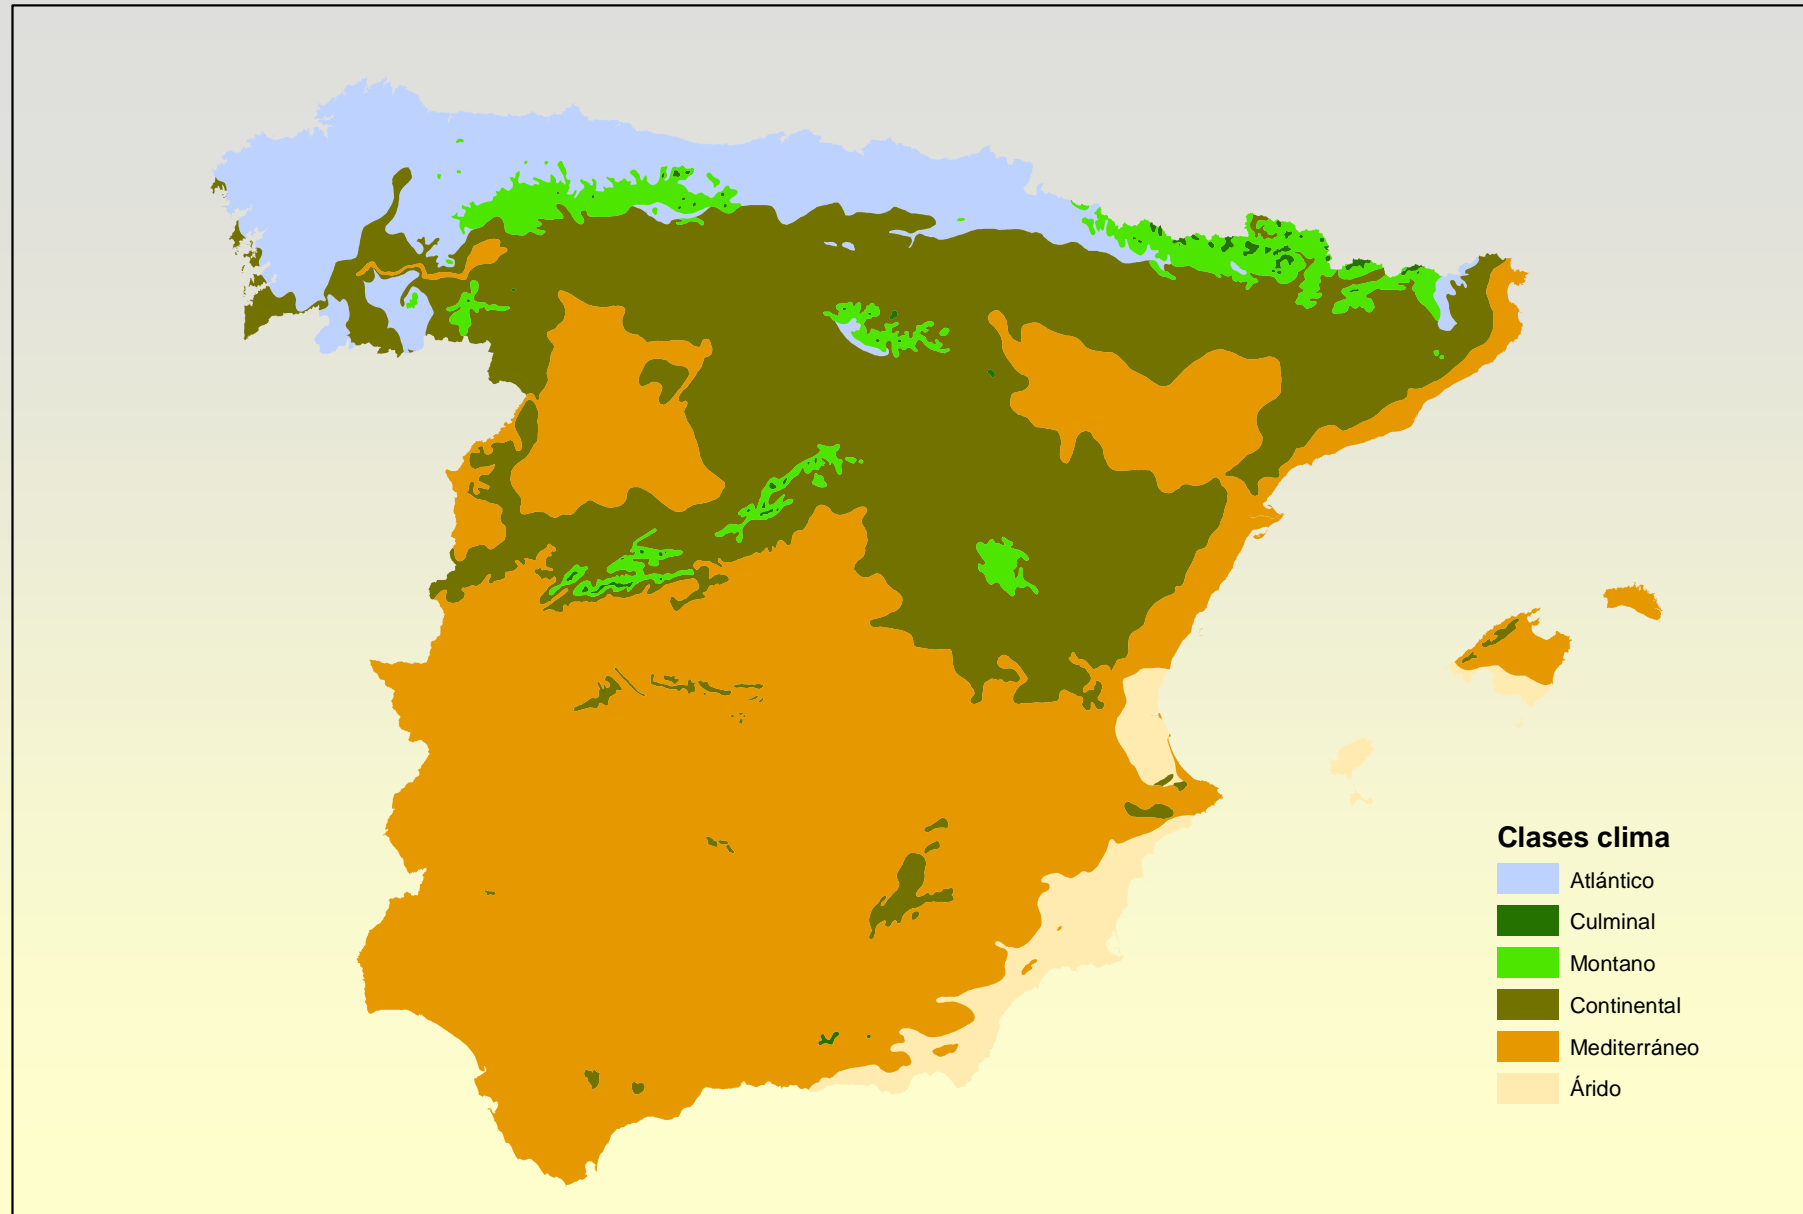 Clases clima
Atlántico
Culminal
Montano
Continental
Mediterráneo
Árido